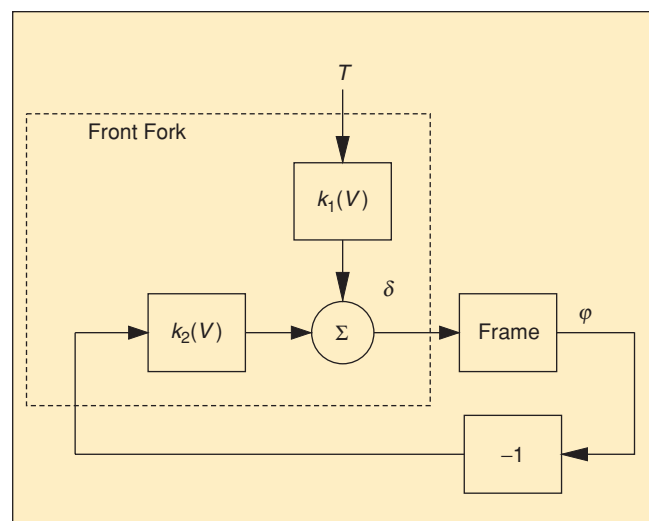 T
Front Fork
k₁(V)
δ
k₂(V)
Σ
Frame
φ
−1